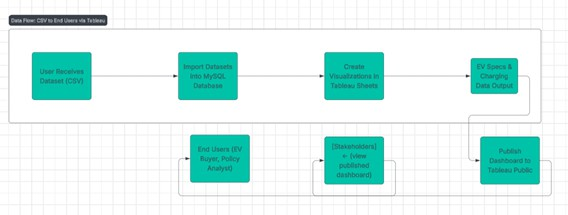 Data Flow: CSV to End Users via Tableau
User Receives
Dataset (CSV)
Import Datasets
into MySQL
Database
Create
Visualizations in
Tableau Sheets
EV Specs &
Charging
Data Output
End Users (EV
Buyer, Policy
Analyst)
[Stakeholders]
<- (view
published
dashboard)
Publish
Dashboard to
Tableau Public